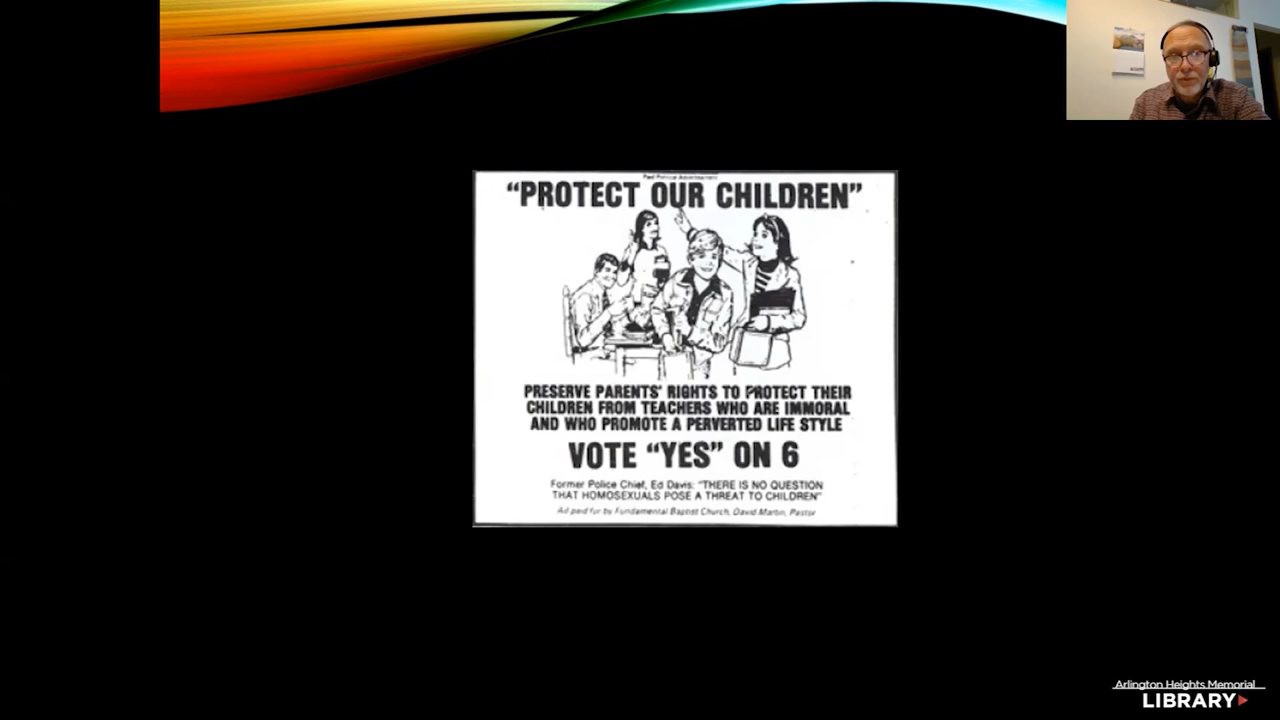 Paid Political Advertisement
"PROTECT OUR CHILDREN"
PRESERVE PARENTS' RIGHTS TO PROTECT THEIR
CHILDREN FROM TEACHERS WHO ARE IMMORAL
AND WHO PROMOTE A PERVERTED LIFE STYLE
VOTE "YES" ON 6
Former Police Chief, Ed Davis: "THERE IS NO QUESTION
THAT HOMOSEXUALS POSE A THREAT TO CHILDREN"
Ad paid for by Fundamental Baptist Church, David Martin, Pastor
Arlington Heights Memorial
LIBRARY